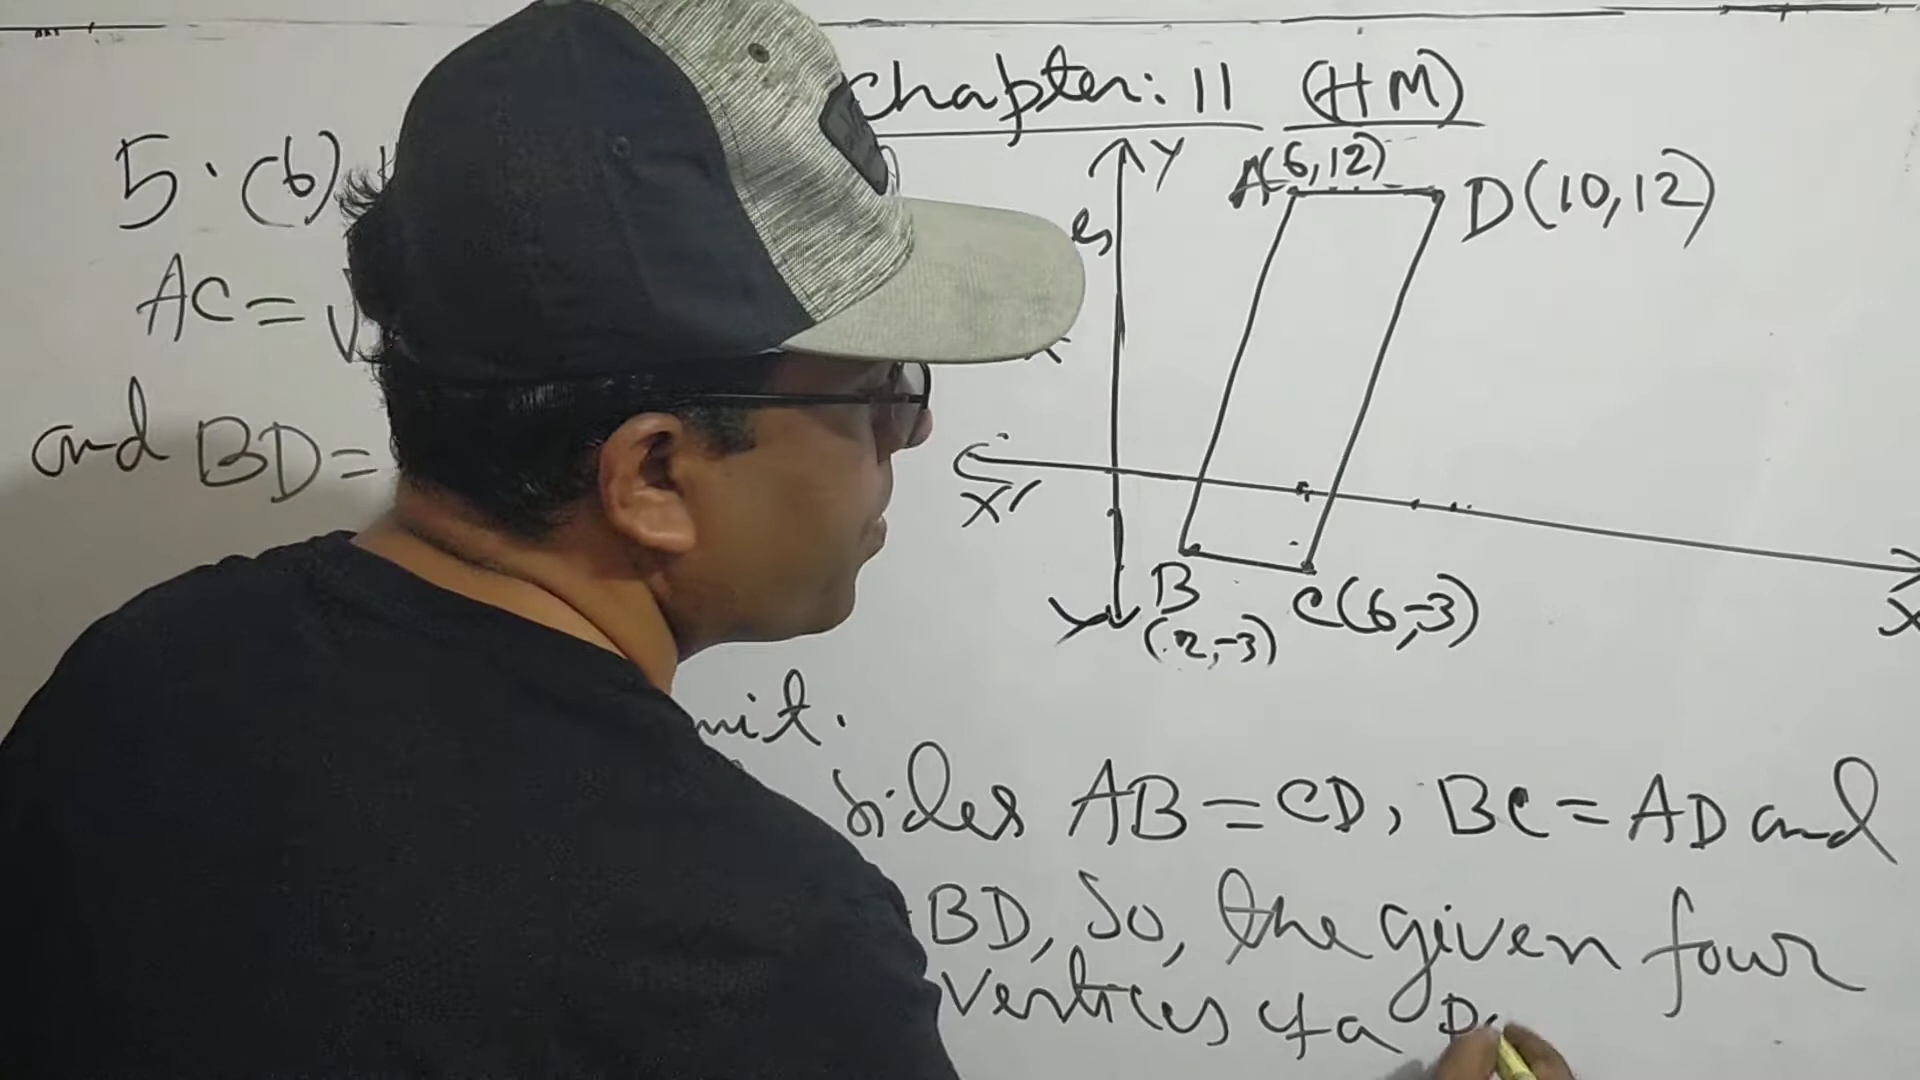 Chapter: 11 (HM)
5. (b)
Y
A(6,12)
D(10,12)
es
AC = √
and BD =
X'
X
B
(2,-3)
C(6,-3)
Y'
unit.
sides AB = CD, BC = AD and
BD, So, the given four
vertices of a